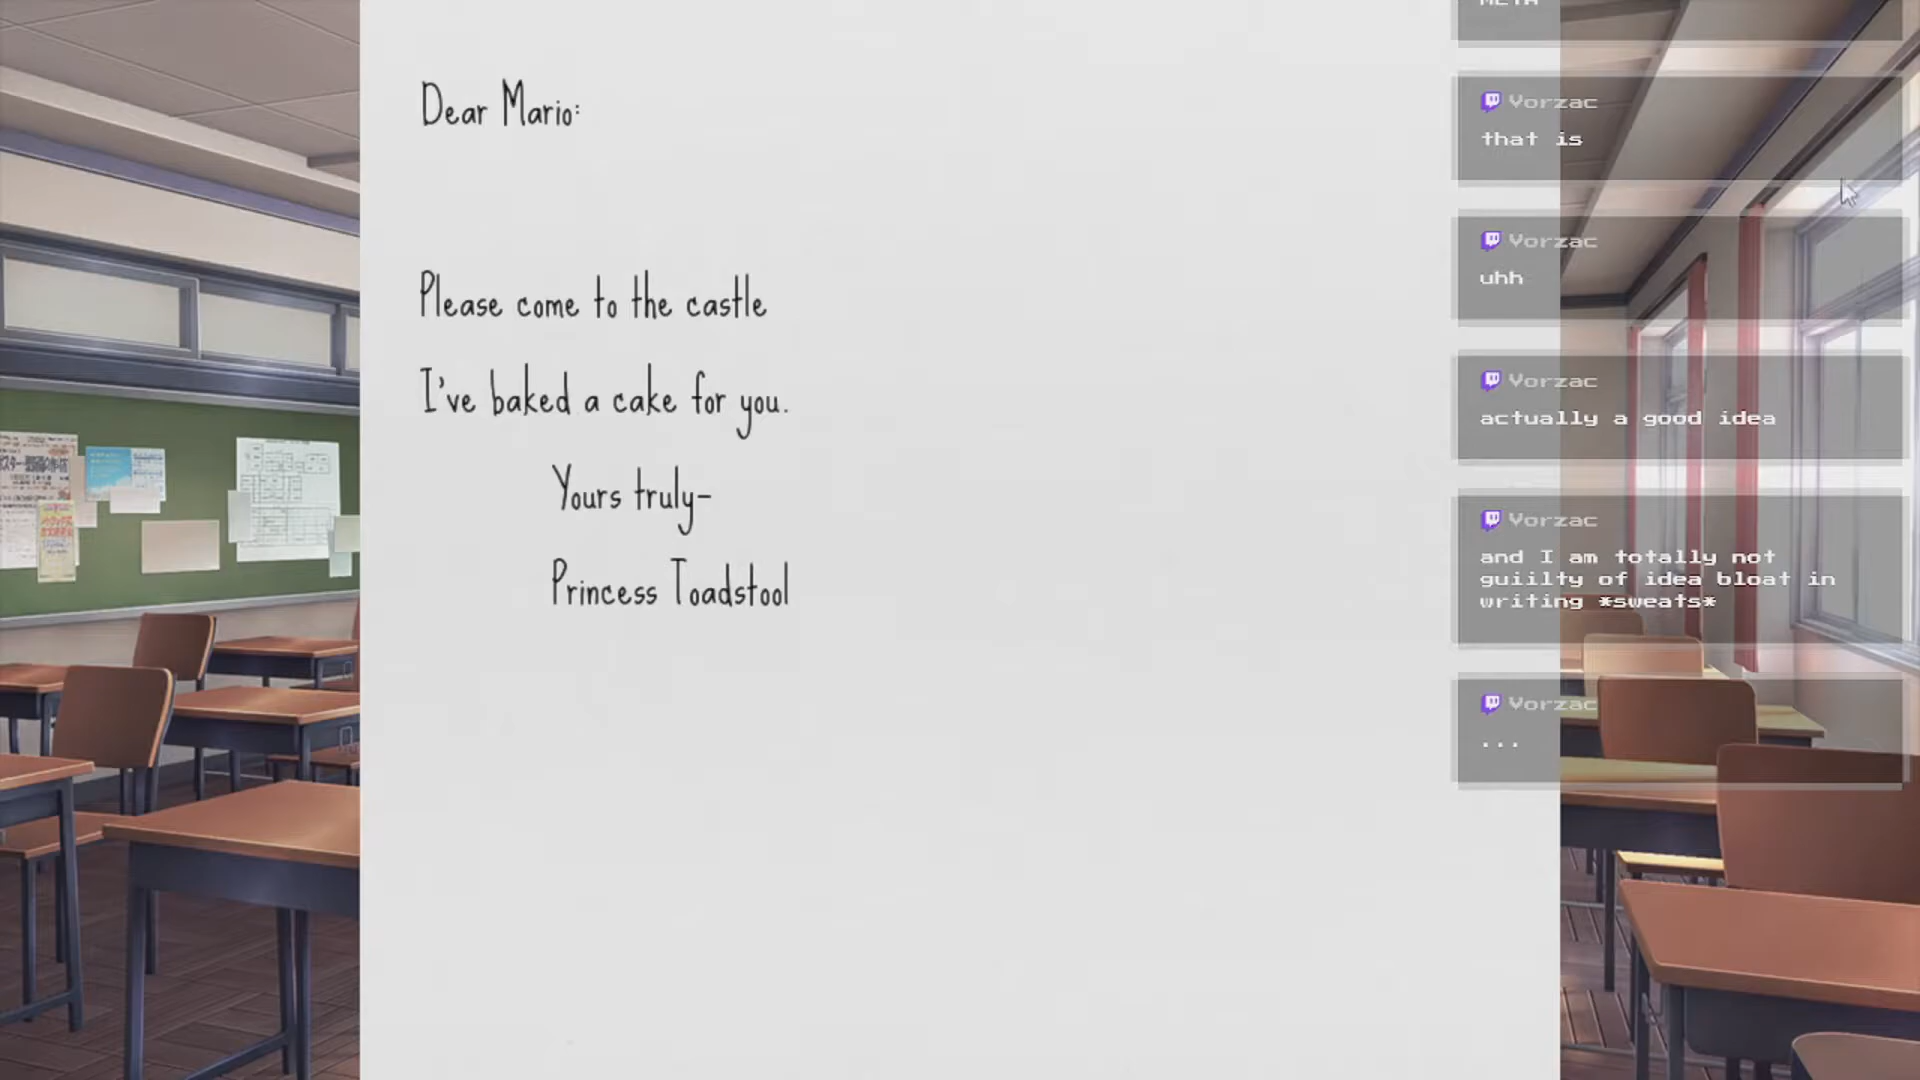 Dear Mario:
Please come to the castle
I've baked a cake for you.
Yours truly-
Princess Toadstool
META
Vorzac
that is
Vorzac
uhh
Vorzac
actually a good idea
Vorzac
and I am totally not
guiilty of idea bloat in
writing *sweats*
Vorzac
...